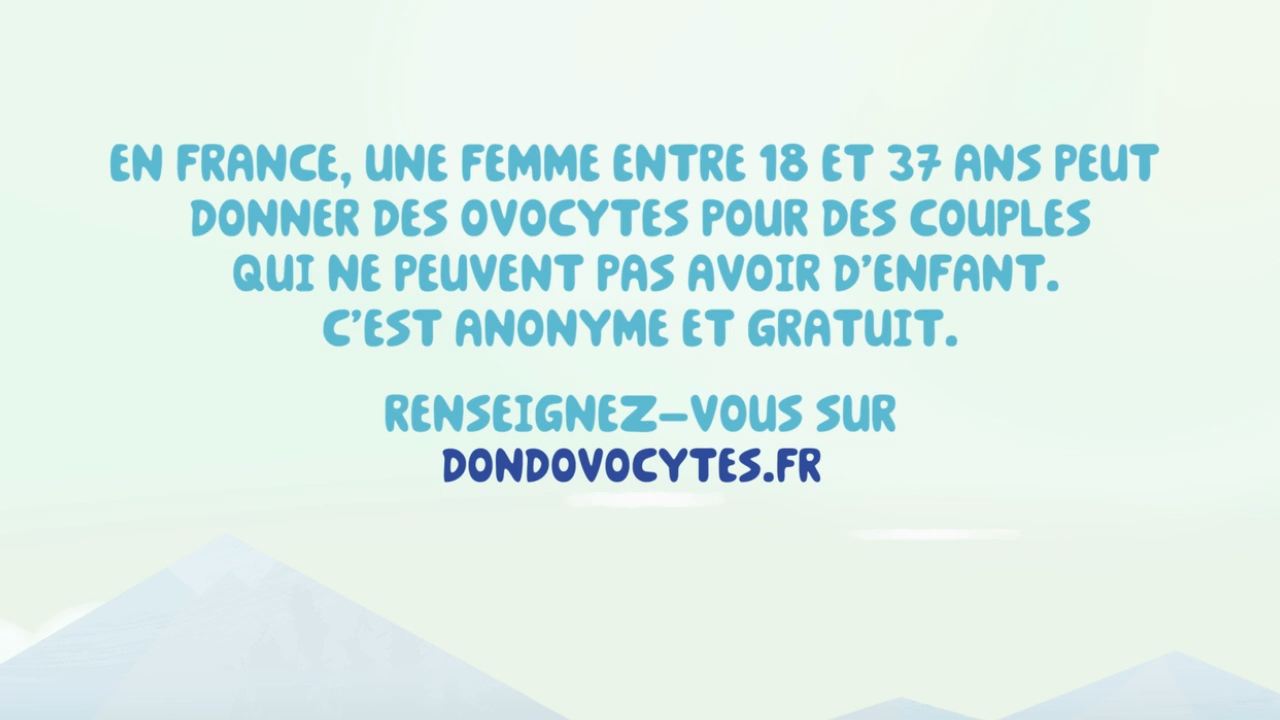 EN FRANCE, UNE FEMME ENTRE 18 ET 37 ANS PEUT
DONNER DES OVOCYTES POUR DES COUPLES
QUI NE PEUVENT PAS AVOIR D'ENFANT.
C'EST ANONYME ET GRATUIT.
RENSEIGNEZ-VOUS SUR
DONDOVOCYTES.FR